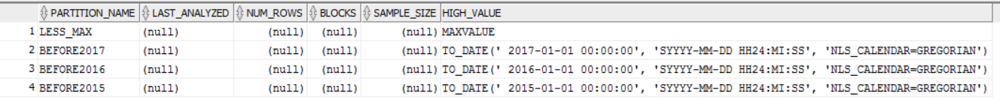 PARTITION_NAME LAST_ANALYZED NUM_ROWS BLOCKS SAMPLE_SIZE HIGH_VALUE
1 LESS_MAX (null) (null) (null) (null) MAXVALUE
2 BEFORE2017 (null) (null) (null) (null) TO_DATE(' 2017-01-01 00:00:00', 'SYYYY-MM-DD HH24:MI:SS', 'NLS_CALENDAR=GREGORIAN')
3 BEFORE2016 (null) (null) (null) (null) TO_DATE(' 2016-01-01 00:00:00', 'SYYYY-MM-DD HH24:MI:SS', 'NLS_CALENDAR=GREGORIAN')
4 BEFORE2015 (null) (null) (null) (null) TO_DATE(' 2015-01-01 00:00:00', 'SYYYY-MM-DD HH24:MI:SS', 'NLS_CALENDAR=GREGORIAN')